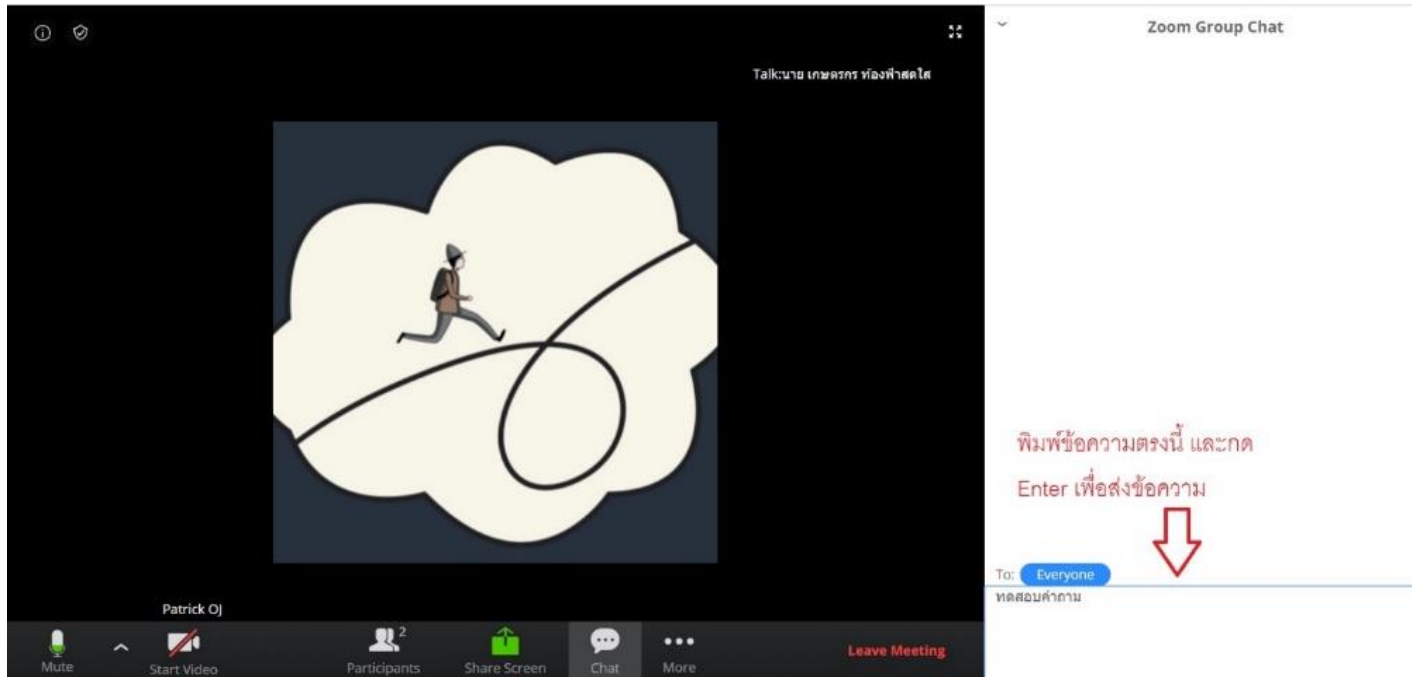 Zoom Group Chat
Talk:นาย เกษตรกร ท้องฟ้าสดใส
พิมพ์ข้อความตรงนี้ และกด
Enter เพื่อส่งข้อความ
To: Everyone
ทดสอบคำถาม
Patrick OJ
Mute
Start Video
Participants
2
Share Screen
Chat
More
Leave Meeting